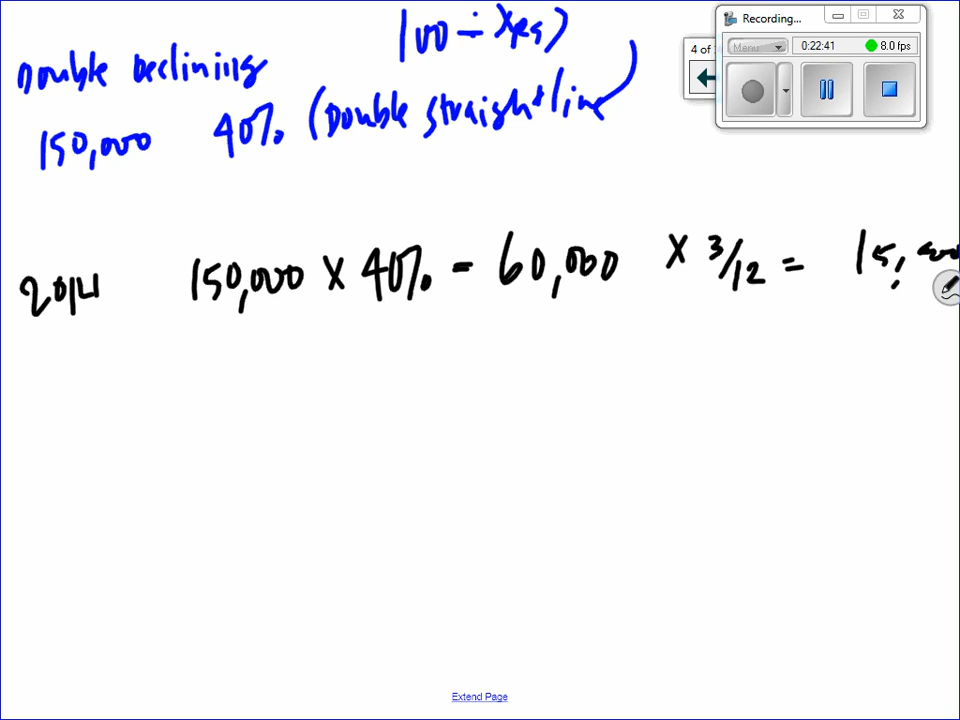 100 ÷ yrs)
Double Declining
150,000 40% (Double straight line
2014 150,000 x 40% = 60,000 x 3/12 = 15,000
Recording...
Menu 0:22:41 8.0 fps
4 of
Extend Page